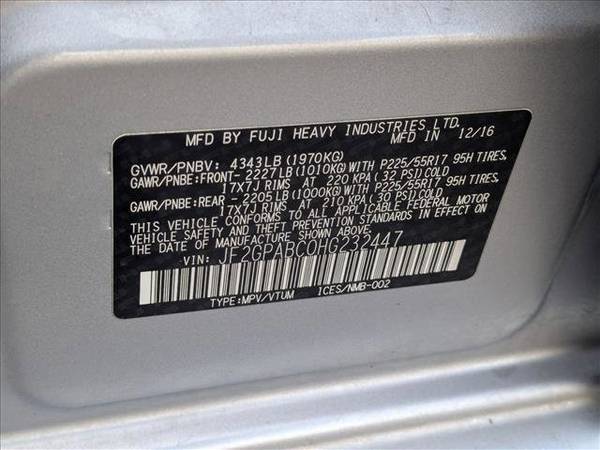 MFD BY FUJI HEAVY INDUSTRIES LTD.
MFD IN 12/16
GVWR/PNBV: 4343LB(1970KG)
GAWR/PNBE:FRONT- 2227LB(1010KG)WITH P225/55R17 95H TIRES,
17X7J RIMS AT 220 KPA(32 PSI)COLD
GAWR/PNBE:REAR - 2205LB(1000KG)WITH P225/55R17 95H TIRES,
17X7J RIMS AT 210 KPA(30 PSI)COLD
THIS VEHICLE CONFORMS TO ALL APPLICABLE FEDERAL MOTOR
VEHICLE SAFETY AND THEFT PREVENTION STANDARDS IN EFFECT ON
THE DATE OF MANUFACTURE SHOWN ABOVE.
VIN: JF2GPABC0HG232447
TYPE:MPV/VTUM ICES/NMB-002